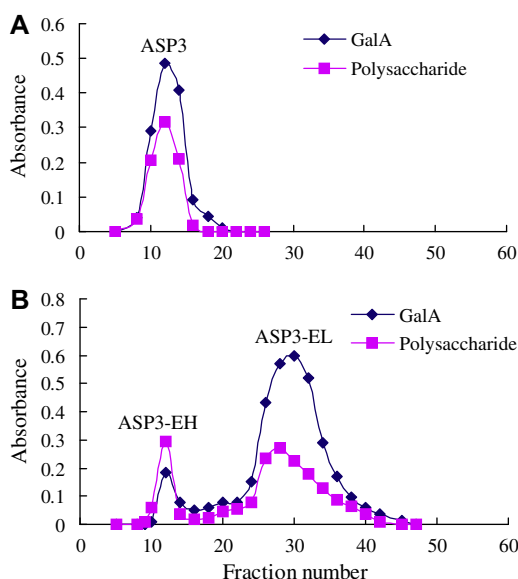 A
0.6
0.5
0.4
0.3
0.2
0.1
0
Absorbance
ASP3
GalA
Polysaccharide
0 10 20 30 40 50 60
B
0.8
0.7
0.6
0.5
0.4
0.3
0.2
0.1
0
Absorbance
ASP3-EH
ASP3-EL
GalA
Polysaccharide
0 10 20 30 40 50 60
Fraction number